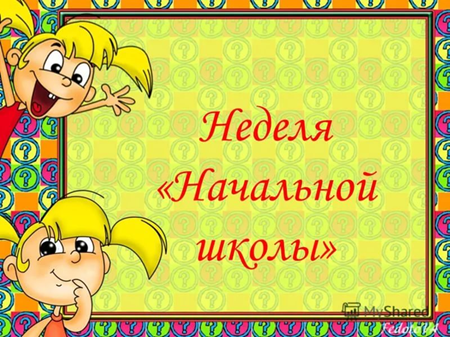 Неделя
«Начальной
школы»
MyShared